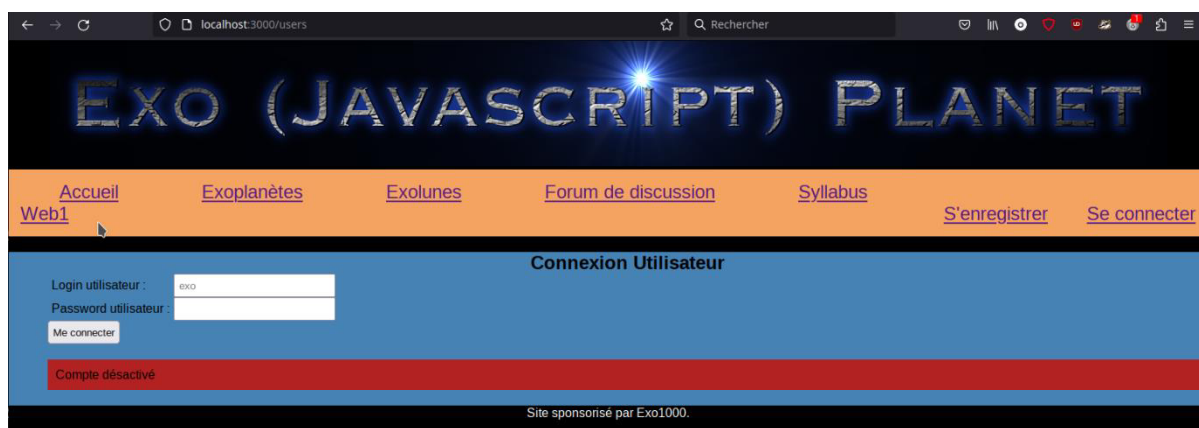 localhost:3000/users
Rechercher
1
Exo (Javascript) Planet
Accueil Exoplanètes Exolunes Forum de discussion Syllabus
Web1 S'enregistrer Se connecter
Connexion Utilisateur
Login utilisateur : exo
Password utilisateur :
Me connecter
Compte désactivé
Site sponsorisé par Exo1000.